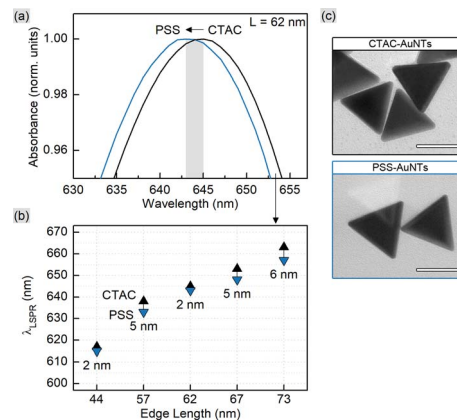 (a)
PSS ← CTAC
L = 62 nm
Absorbance (norm. units)
1.00
0.98
0.96
630 635 640 645 650 655
Wavelength (nm)
(b)
λLSPR (nm)
670
660
650
640
630
620
610
600
CTAC
PSS
2 nm
5 nm
2 nm
5 nm
6 nm
44 57 62 67 73
Edge Length (nm)
(c)
CTAC-AuNTs
PSS-AuNTs